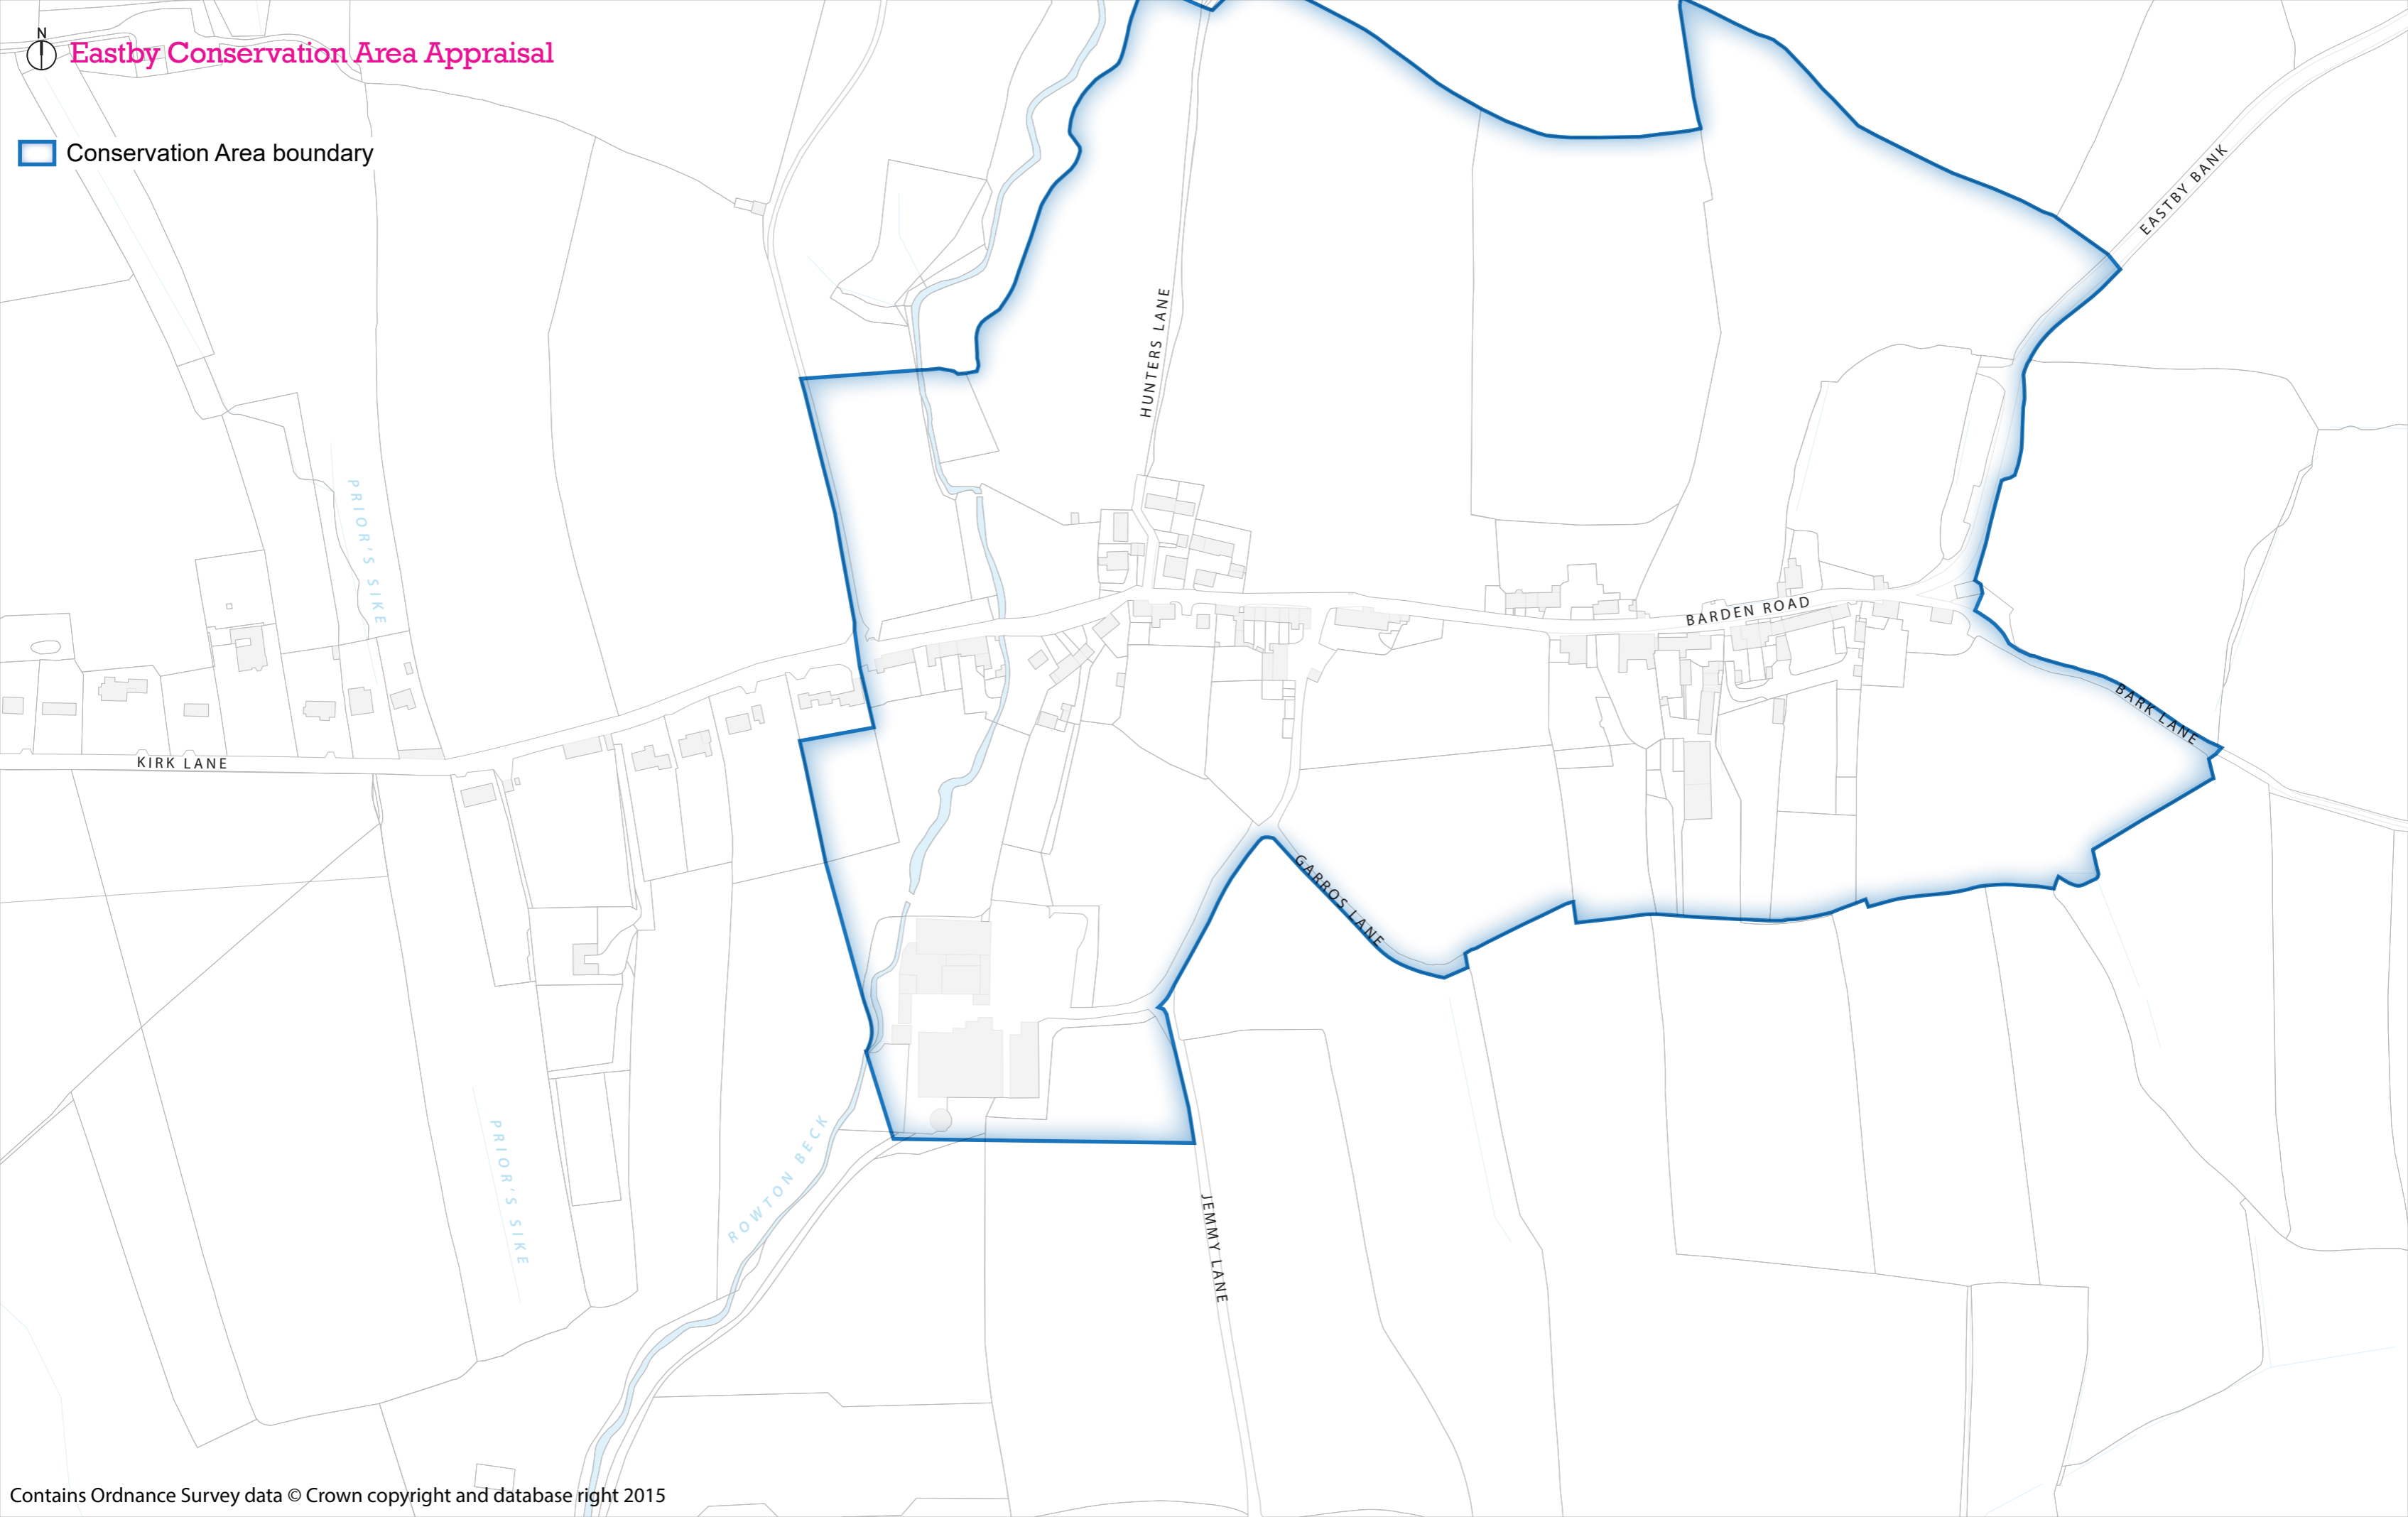 N
Eastby Conservation Area Appraisal
Conservation Area boundary
EASTBY BANK
HUNTERS LANE
PRIOR'S SIKE
BARDEN ROAD
BARK LANE
KIRK LANE
GARROS LANE
ROWTON BECK
PRIOR'S SIKE
JEMMY LANE
Contains Ordnance Survey data © Crown copyright and database right 2015